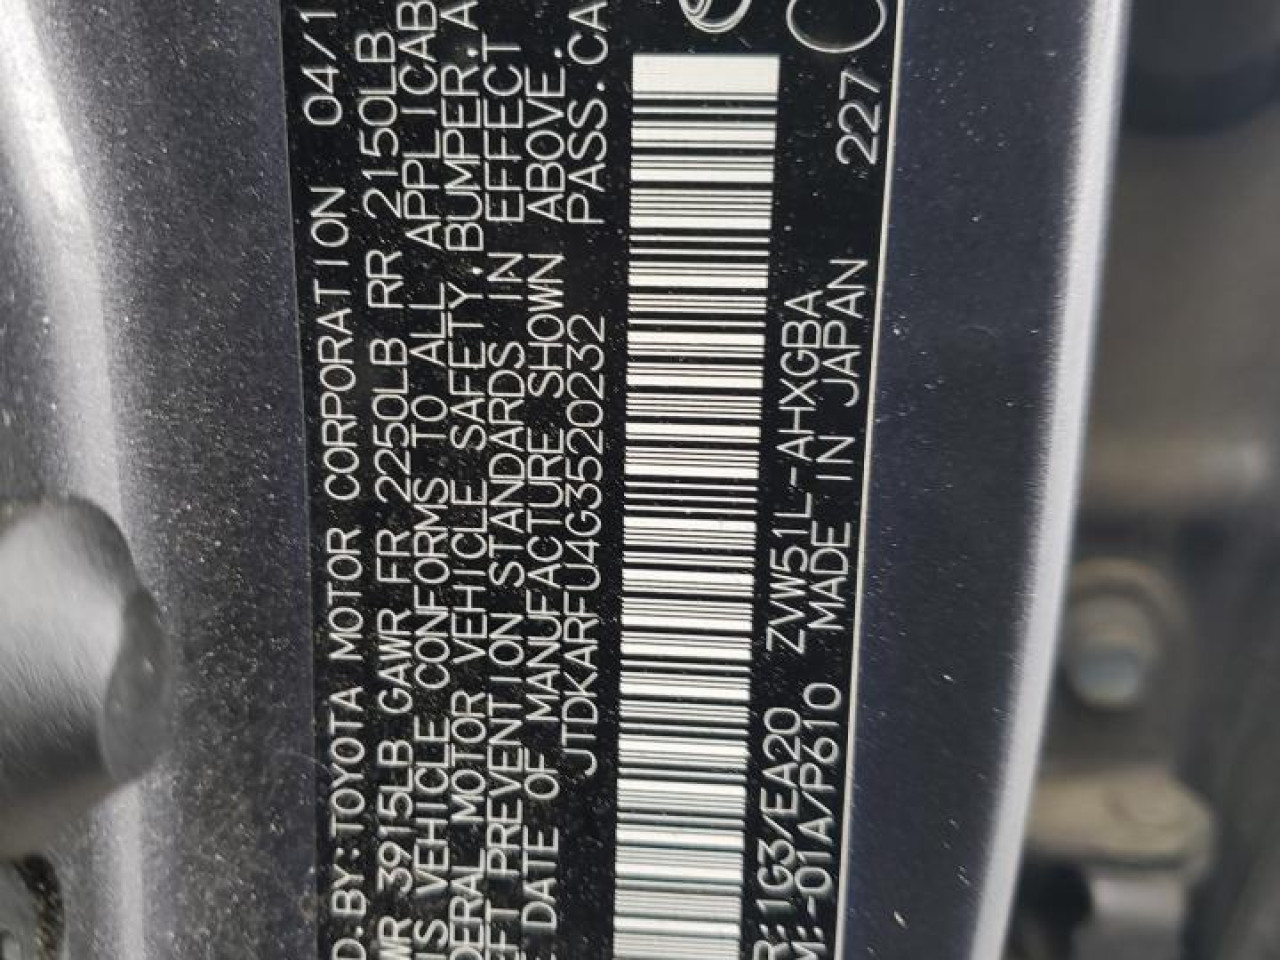 D.BY:TOYOTA MOTOR CORPORATION 04/1
WR 3915LB GAWR FR 2250LB RR 2150LB
IS VEHICLE CONFORMS TO ALL APPLICAB
DERAL MOTOR VEHICLE SAFETY,BUMPER,A
EFT PREVENTION STANDARDS IN EFFECT
E DATE OF MANUFACTURE SHOWN ABOVE.
JTDKARFU4G3520232 PASS.CA
R:1G3/EA20 ZVW51L-AHXGBA
M:-01A/P610 MADE IN JAPAN 227